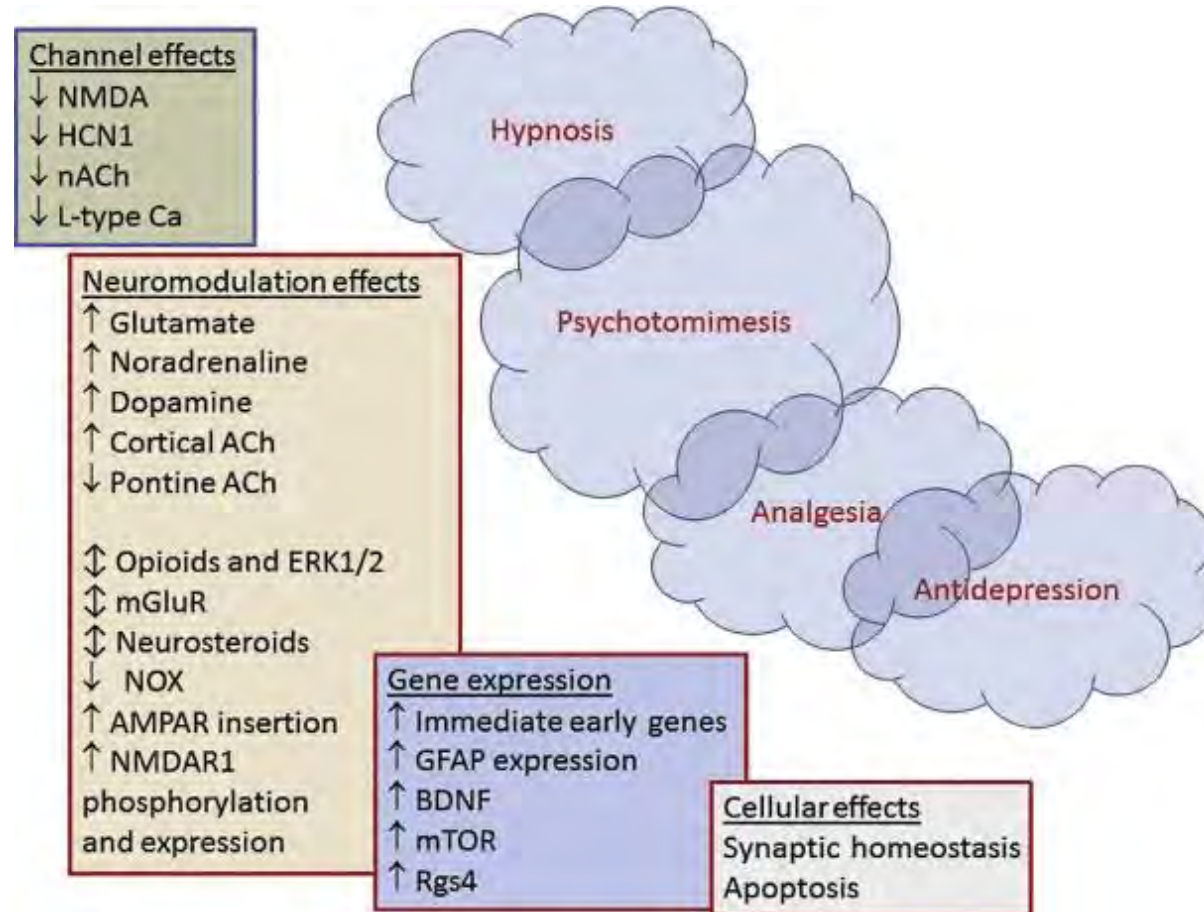 Channel effects
↓ NMDA
↓ HCN1
↓ nACh
↓ L-type Ca
Hypnosis
Psychotomimesis
Analgesia
Antidepression
Neuromodulation effects
↑ Glutamate
↑ Noradrenaline
↑ Dopamine
↑ Cortical ACh
↓ Pontine ACh
↕ Opioids and ERK1/2
↕ mGluR
↕ Neurosteroids
↓ NOX
↑ AMPAR insertion
↑ NMDAR1
phosphorylation
and expression
Gene expression
↑ Immediate early genes
↑ GFAP expression
↑ BDNF
↑ mTOR
↑ Rgs4
Cellular effects
Synaptic homeostasis
Apoptosis